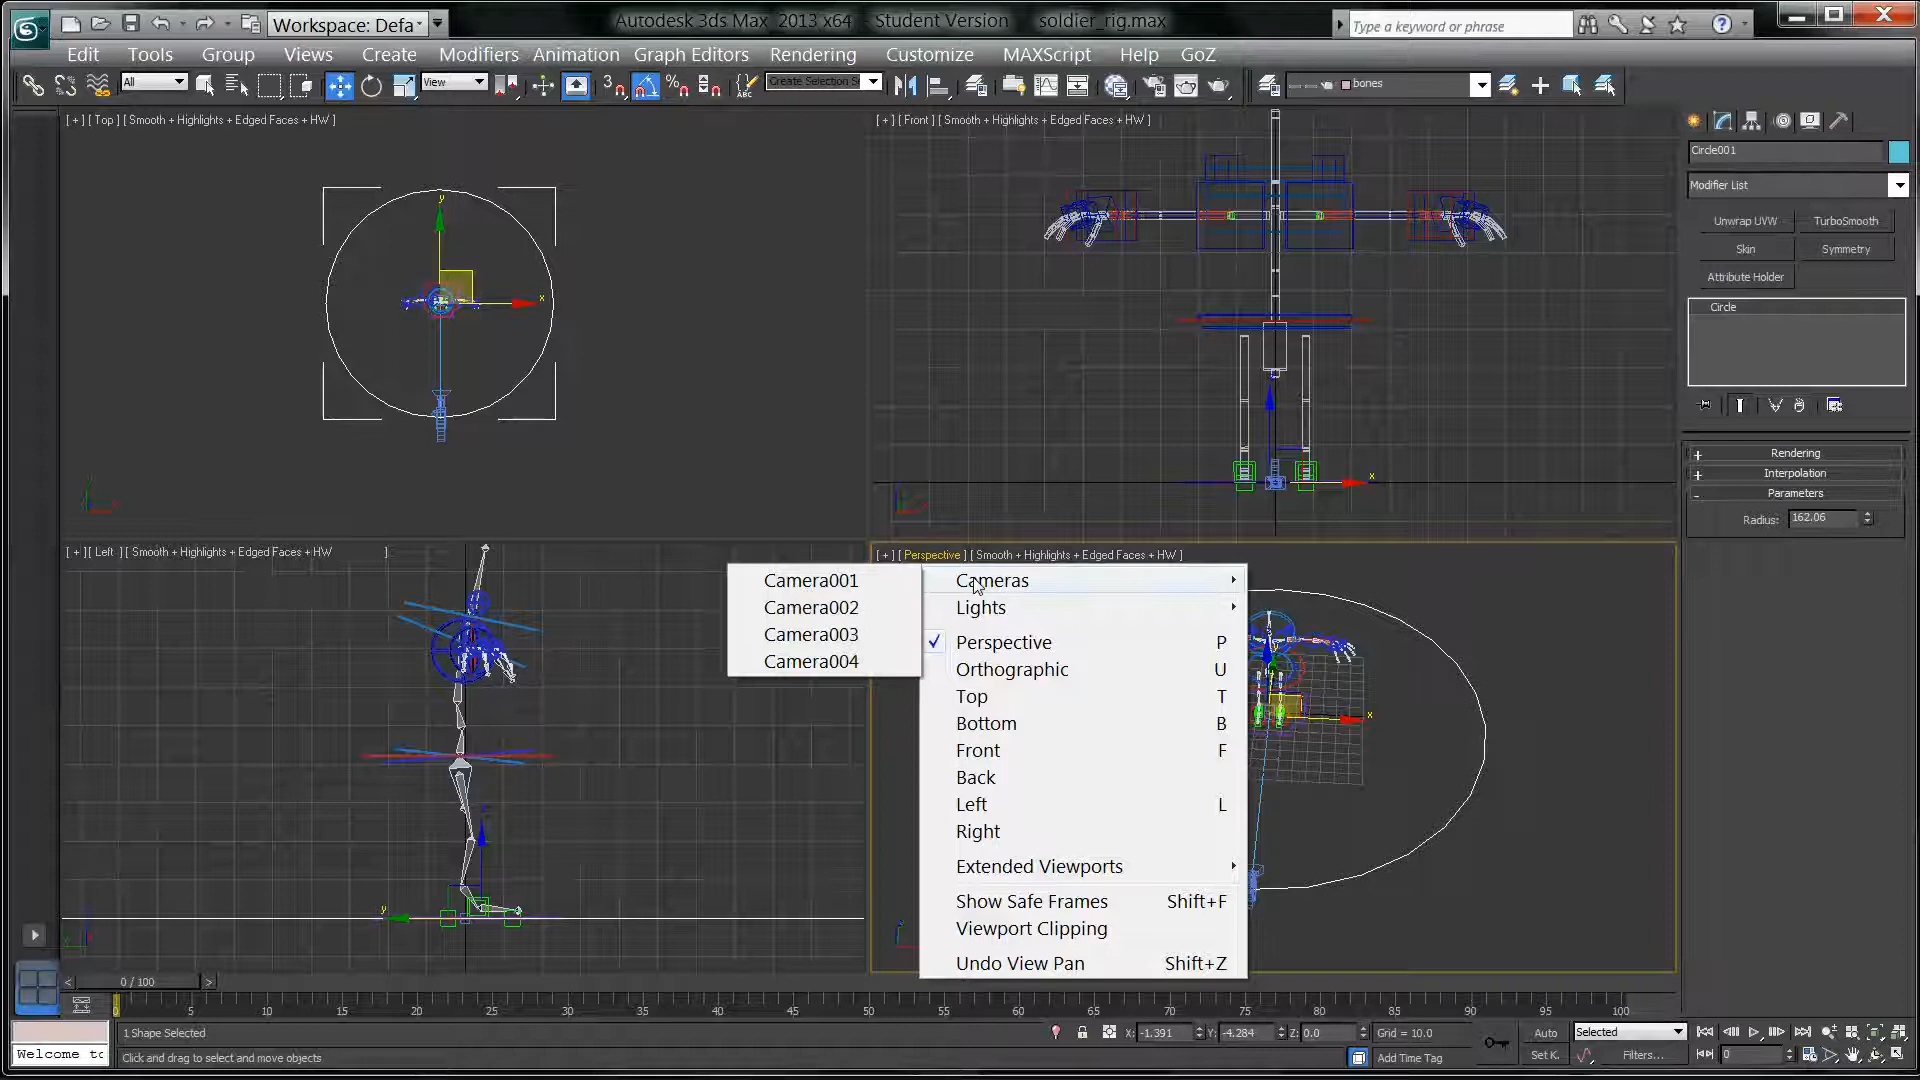 Workspace: Defa
Autodesk 3ds Max  2013 x64   - Student Version   soldier_rig.max
Type a keyword or phrase
Edit Tools Group Views Create Modifiers Animation Graph Editors Rendering Customize MAXScript Help GoZ
All
View
3
%
ABC
Create Selection S
bones
[ + ] [ Top ] [ Smooth + Highlights + Edged Faces + HW ]
[ + ] [ Front ] [ Smooth + Highlights + Edged Faces + HW ]
Circle001
Modifier List
Unwrap UVW TurboSmooth
Skin Symmetry
Attribute Holder
Circle
y
x
x
+ Rendering
+ Interpolation
- Parameters
Radius: 162.06
[ + ] [ Left ] [ Smooth + Highlights + Edged Faces + HW ]
[ + ] [ Perspective ] [ Smooth + Highlights + Edged Faces + HW ]
Camera001
Camera002
Camera003
Camera004
Cameras
Lights
Perspective P
Orthographic U
Top T
Bottom B
Front F
Back
Left L
Right
Extended Viewports
Show Safe Frames Shift+F
Viewport Clipping
Undo View Pan Shift+Z
x
y
< 0 / 100 >
0 5 10 15 20 25 30 35 40 45 50 55 60 65 70 75 80 85 90 95 100
1 Shape Selected
X: -1.391 Y: -4.284 Z: 0.0 Grid = 10.0
Auto Selected
Welcome to
Click and drag to select and move objects
Add Time Tag
Set K. Filters... 0